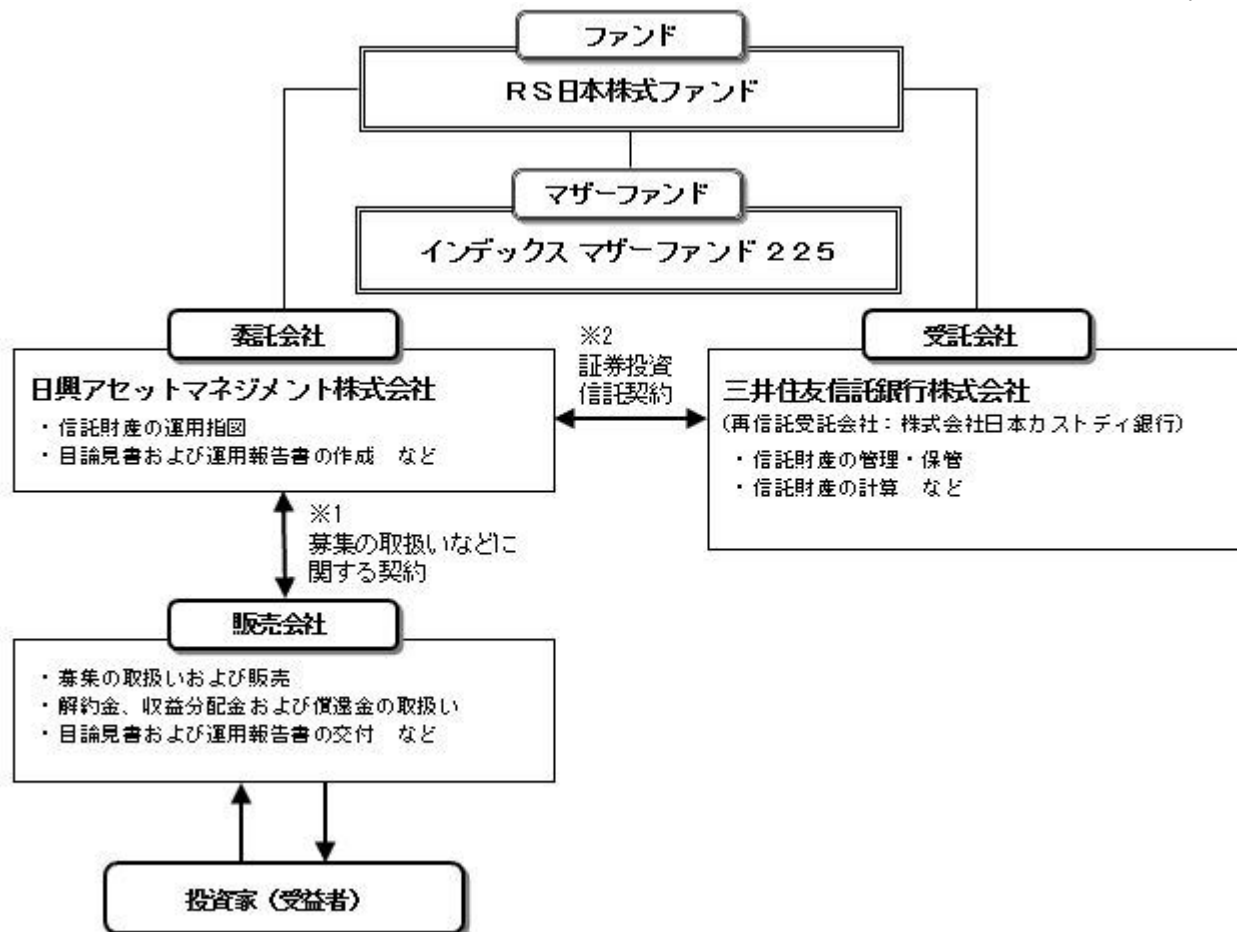 ファンド
RS日本株式ファンド
マザーファンド
インデックス マザーファンド225
委託会社
日興アセットマネジメント株式会社
・信託財産の運用指図
・目論見書および運用報告書の作成 など
※2
証券投資
信託契約
受託会社
三井住友信託銀行株式会社
(再信託受託会社:株式会社日本カストディ銀行)
・信託財産の管理・保管
・信託財産の計算 など
※1
募集の取扱いなどに
関する契約
販売会社
・募集の取扱いおよび販売
・解約金、収益分配金および償還金の取扱い
・目論見書および運用報告書の交付 など
投資家(受益者)